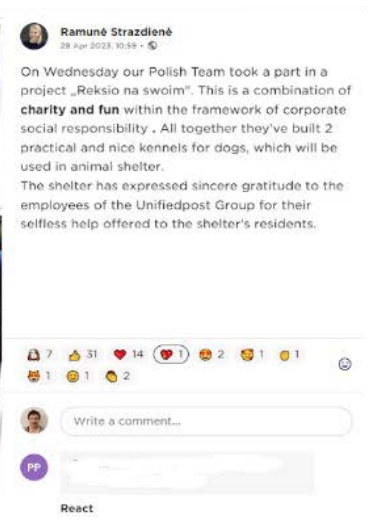 Ramunė Strazdienė
28 Apr 2023, 10:59 •
On Wednesday our Polish Team took a part in a
project „Reksio na swoim". This is a combination of
charity and fun within the framework of corporate
social responsibility . All together they've built 2
practical and nice kennels for dogs, which will be
used in animal shelter.
The shelter has expressed sincere gratitude to the
employees of the Unifiedpost Group for their
selfless help offered to the shelter's residents.
7 31 14 1 2 1 1
1 1 2
Write a comment...
PP
React